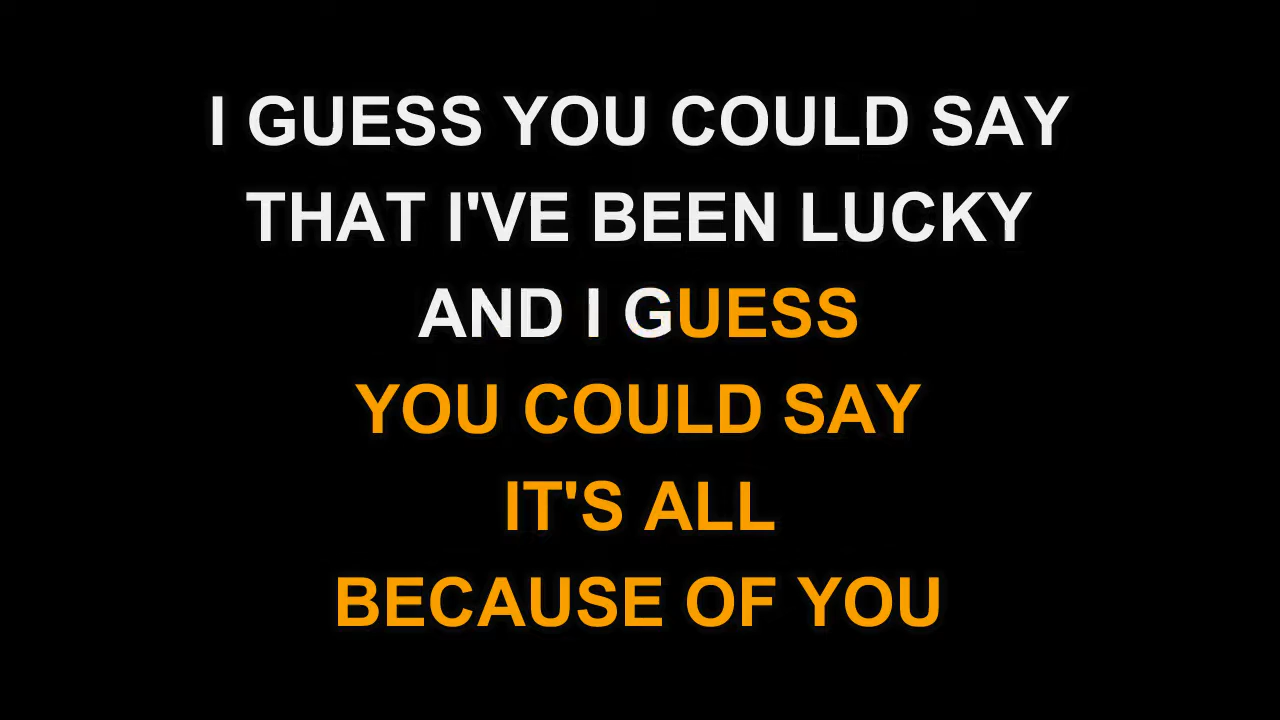 I GUESS YOU COULD SAY
THAT I'VE BEEN LUCKY
AND I GUESS
YOU COULD SAY
IT'S ALL
BECAUSE OF YOU